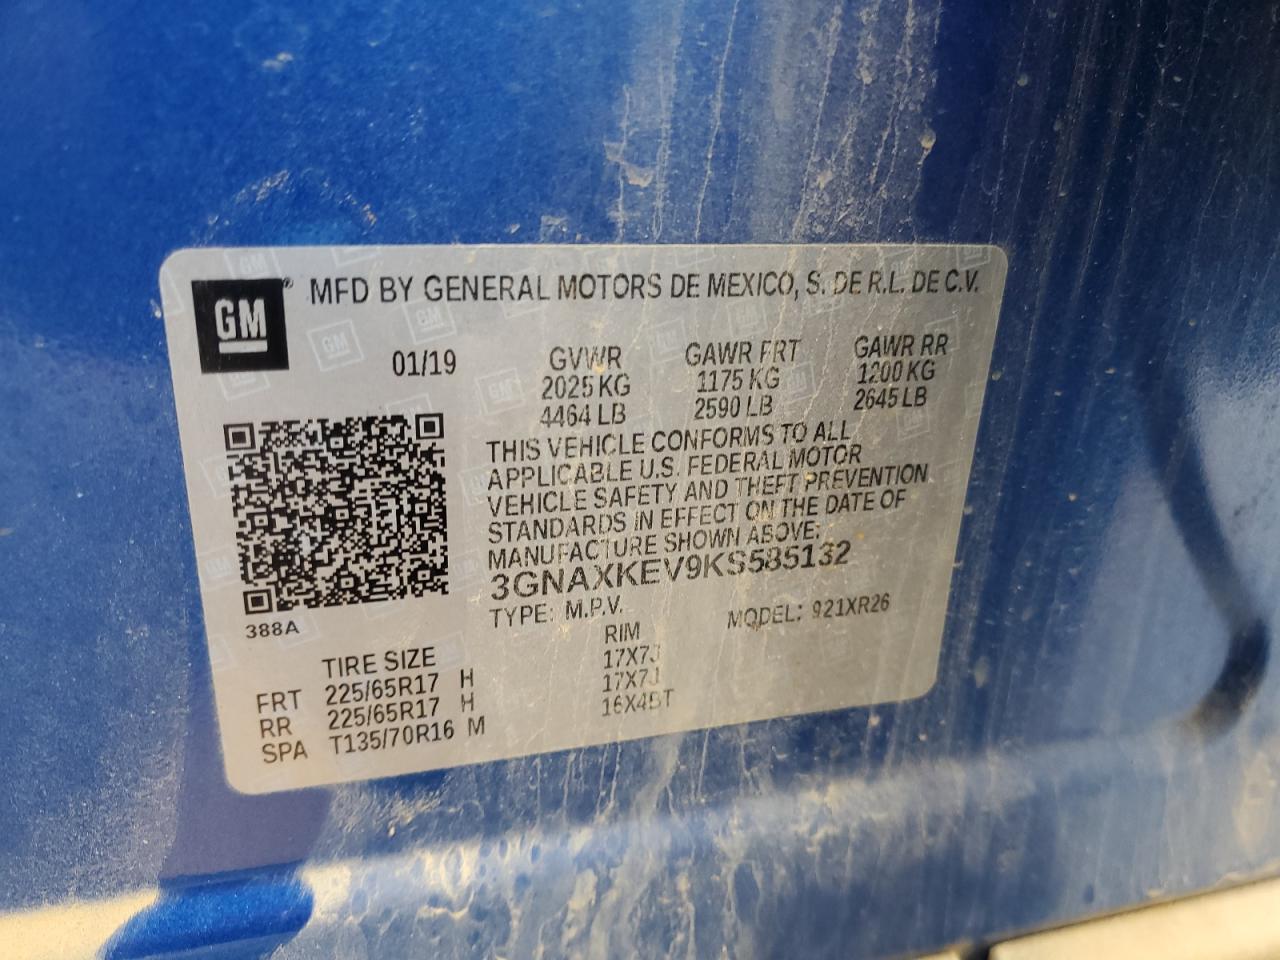 GM ® MFD BY GENERAL MOTORS DE MEXICO, S. DE R.L. DE C.V.
01/19 GVWR GAWR FRT GAWR RR
2025 KG 1175 KG 1200 KG
4464 LB 2590 LB 2645 LB
THIS VEHICLE CONFORMS TO ALL
APPLICABLE U.S. FEDERAL MOTOR
VEHICLE SAFETY AND THEFT PREVENTION
STANDARDS IN EFFECT ON THE DATE OF
MANUFACTURE SHOWN ABOVE:
3GNAXKEV9KS585132
TYPE: M.P.V. MODEL: 921XR26
388A
TIRE SIZE RIM
FRT 225/65R17 H 17X7J
RR 225/65R17 H 17X7J
SPA T135/70R16 M 16X4BT